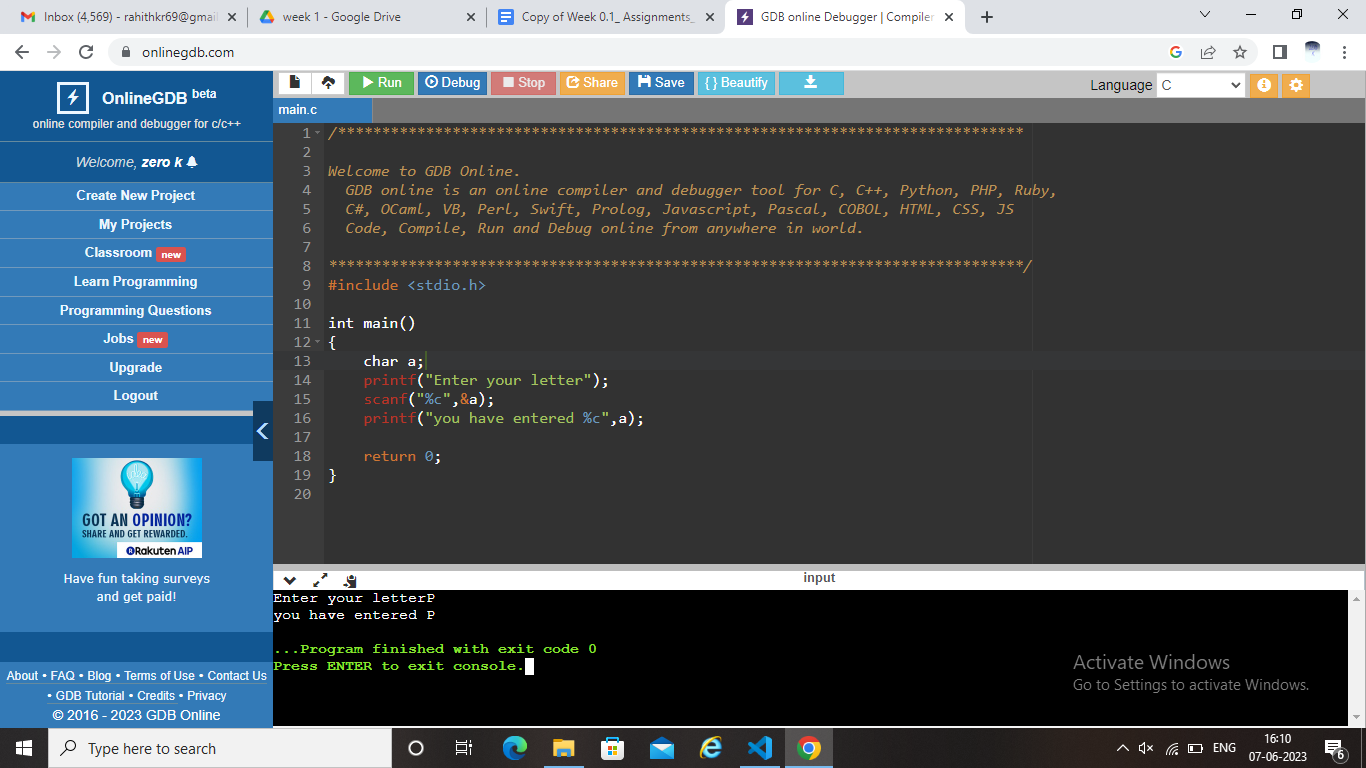 Inbox (4,569) - rahithkr69@gmai
week 1 - Google Drive
Copy of Week 0.1_ Assignments_
GDB online Debugger | Compiler
onlinegdb.com
OnlineGDB beta
online compiler and debugger for c/c++
Welcome, zero k
Create New Project
My Projects
Classroom new
Learn Programming
Programming Questions
Jobs new
Upgrade
Logout
GOT AN OPINION?
SHARE AND GET REWARDED.
Rakuten AIP
Have fun taking surveys
and get paid!
About • FAQ • Blog • Terms of Use • Contact Us
• GDB Tutorial • Credits • Privacy
© 2016 - 2023 GDB Online
Run Debug Stop Share Save { } Beautify
Language C
main.c
1 /******************************************************************************
2
3 Welcome to GDB Online.
4 GDB online is an online compiler and debugger tool for C, C++, Python, PHP, Ruby,
5 C#, OCaml, VB, Perl, Swift, Prolog, Javascript, Pascal, COBOL, HTML, CSS, JS
6 Code, Compile, Run and Debug online from anywhere in world.
7
8 *******************************************************************************/
9 #include <stdio.h>
10
11 int main()
12 {
13 char a;
14 printf("Enter your letter");
15 scanf("%c",&a);
16 printf("you have entered %c",a);
17
18 return 0;
19 }
20
input
Enter your letterP
you have entered P
...Program finished with exit code 0
Press ENTER to exit console.
Activate Windows
Go to Settings to activate Windows.
Type here to search
ENG
16:10
07-06-2023
6